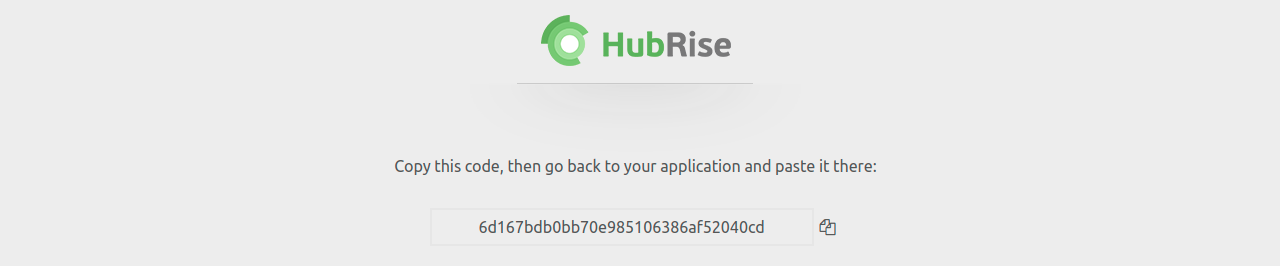 HubRise
Copy this code, then go back to your application and paste it there:
6d167bdb0bb70e985106386af52040cd